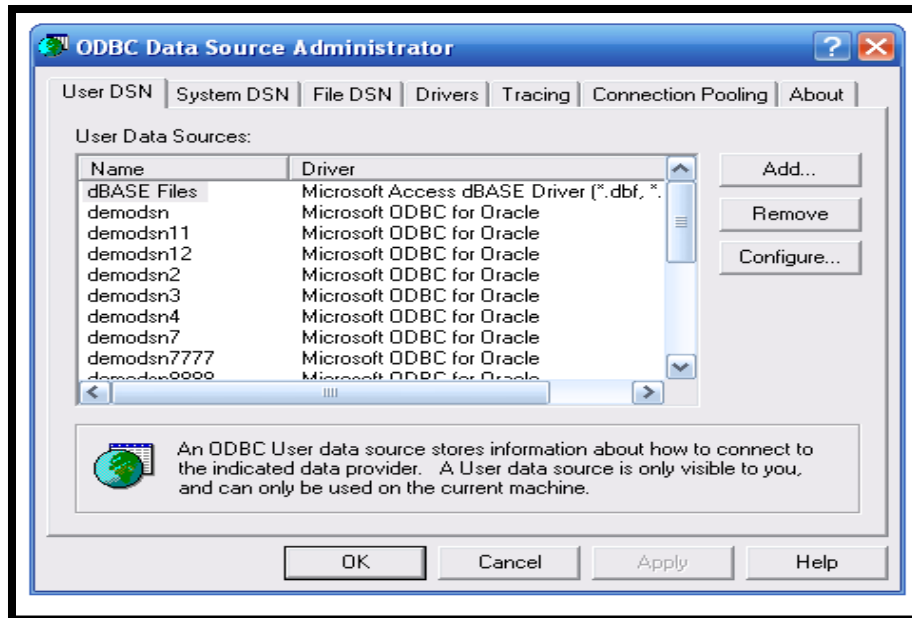 ODBC Data Source Administrator
User DSN System DSN File DSN Drivers Tracing Connection Pooling About
User Data Sources:
Name Driver
dBASE Files Microsoft Access dBASE Driver (*.dbf, *.
demodsn Microsoft ODBC for Oracle
demodsn11 Microsoft ODBC for Oracle
demodsn12 Microsoft ODBC for Oracle
demodsn2 Microsoft ODBC for Oracle
demodsn3 Microsoft ODBC for Oracle
demodsn4 Microsoft ODBC for Oracle
demodsn7 Microsoft ODBC for Oracle
demodsn7777 Microsoft ODBC for Oracle
Microsoft ODBC for Oracle
Add...
Remove
Configure...
An ODBC User data source stores information about how to connect to
the indicated data provider. A User data source is only visible to you,
and can only be used on the current machine.
OK Cancel Apply Help